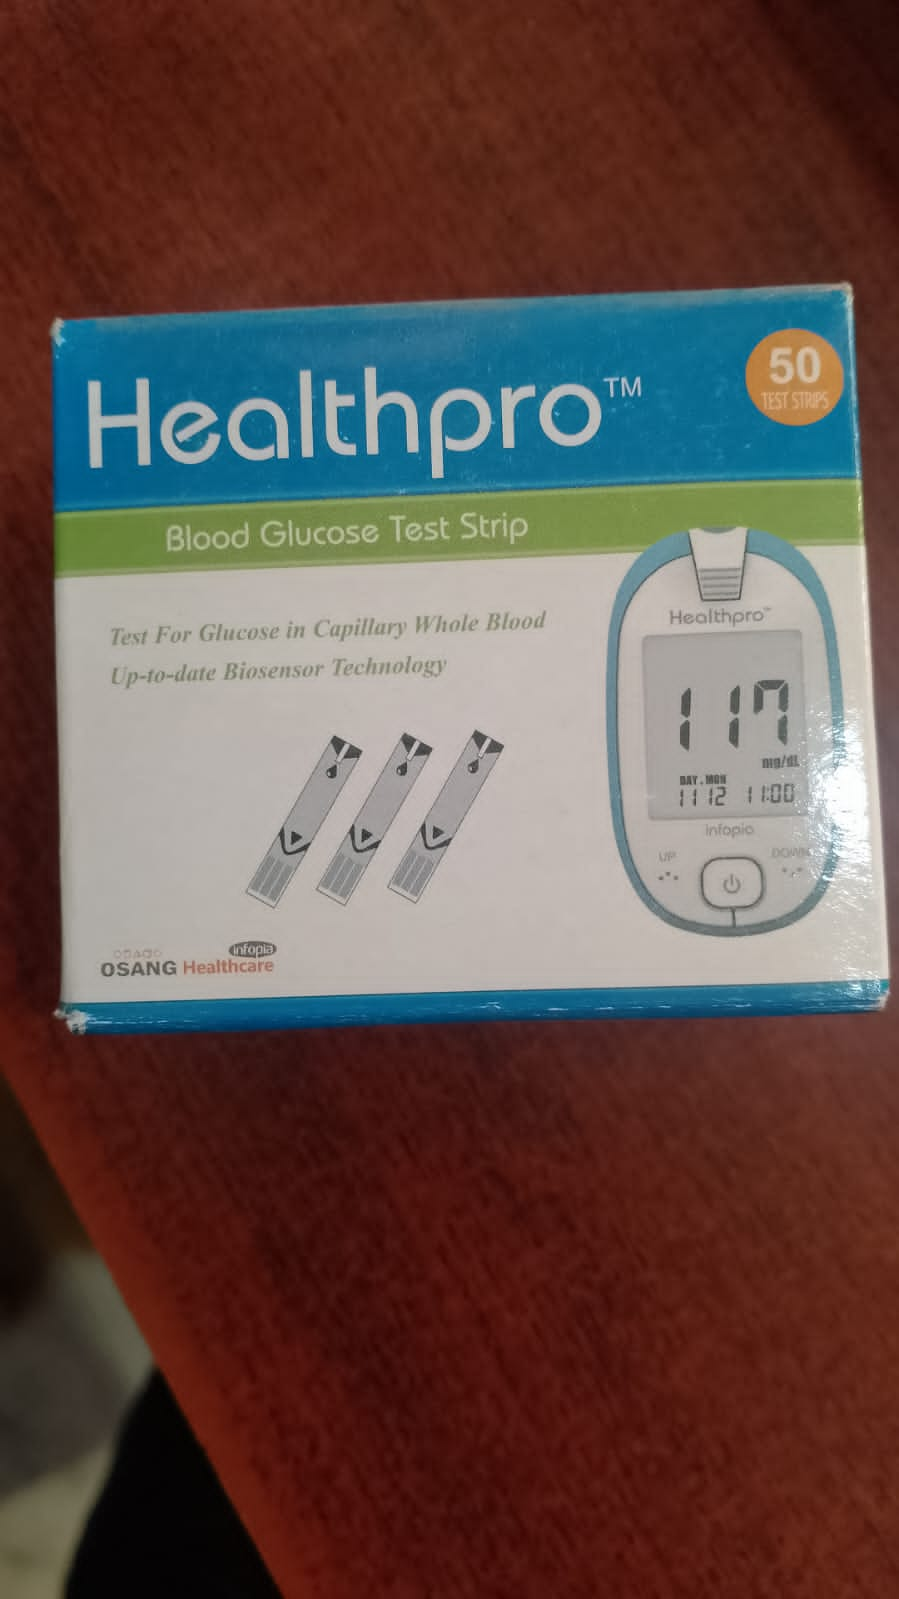 Healthpro™
50
TEST STRIPS
Blood Glucose Test Strip
Test For Glucose in Capillary Whole Blood
Up-to-date Biosensor Technology
Healthpro™
117
mg/dL
DAY . MON
11 12 11:00
infopia
UP
DOWN
infopia
OSANG Healthcare